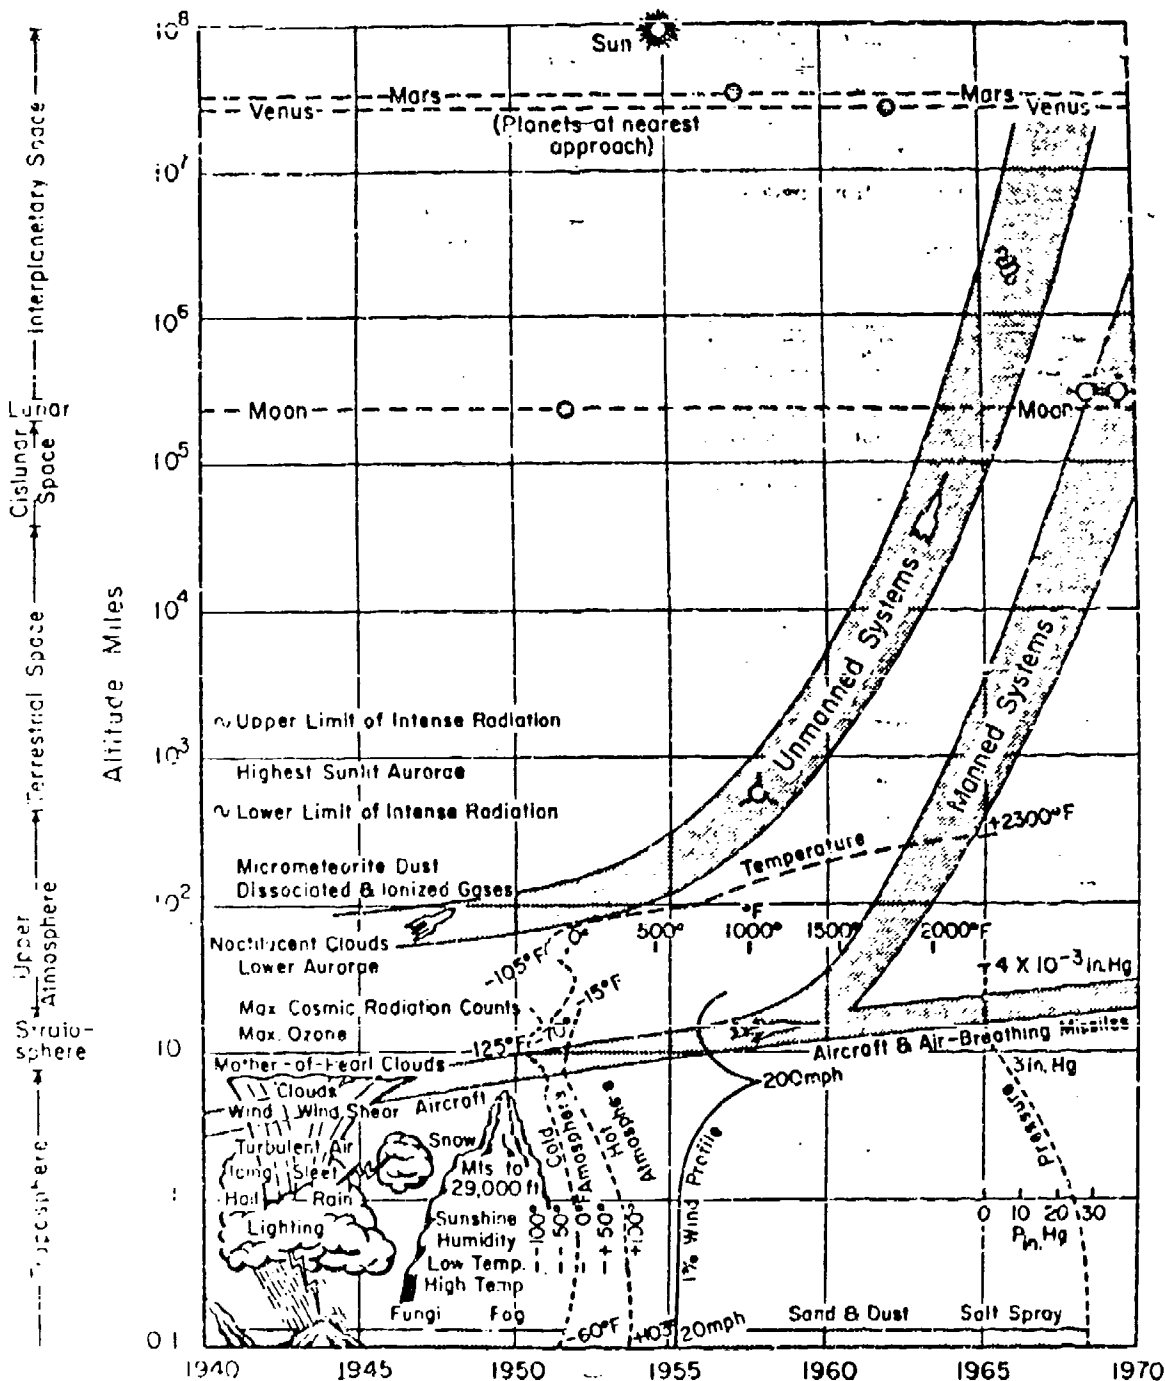 10^8
Sun
Mars
Mars
Venus
Venus
(Planets at nearest
approach)
10^7
10^6
Moon
Moon
10^5
10^4
Unmanned Systems
Manned Systems
~Upper Limit of Intense Radiation
10^3
Highest Sunlit Aurorae
~Lower Limit of Intense Radiation
+2300°F
Temperature
Micrometeorite Dust
Dissociated & Ionized Gases
10^2
°F
0°
500°
1000°
1500°
2000°F
Noctilucent Clouds
Lower Aurorae
-105°F
-15°F
4 X 10^-3 in. Hg
Max Cosmic Radiation Counts
Max. Ozone
-125°F
10
Aircraft & Air-Breathing Missiles
Mother-of-Pearl Clouds
3 in. Hg
200mph
Clouds
Wind
Wind Shear
Aircraft
Turbulent Air
Snow
Icing
Sleet
Mts to
29,000 ft
Hail
Rain
Lighting
Sunshine
Humidity
Low Temp.
High Temp
Fungi
Fog
Cold
Atmosphere
Hot
Atmosphere
-100°
-50°
0°F
+50°
+100°
-60°F
+103°
20mph
1% Wind Profile
Pressure
1
0 10 20 30
P in. Hg
Sand & Dust
Salt Spray
0.1
1940 1945 1950 1955 1960 1965 1970
Altitude Miles
Interplanetary Space
Lunar
Cislunar
Space
Terrestrial Space
Upper
Atmosphere
Strato-
sphere
Troposphere